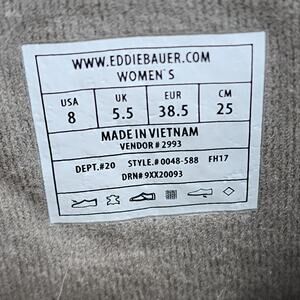 WWW.EDDIEBAUER.COM
WOMEN'S
USA UK EUR CM
8 5.5 38.5 25
MADE IN VIETNAM
VENDOR # 2993
DEPT.#20 STYLE.# 0048-588 FH17
DRN# 9XX20093